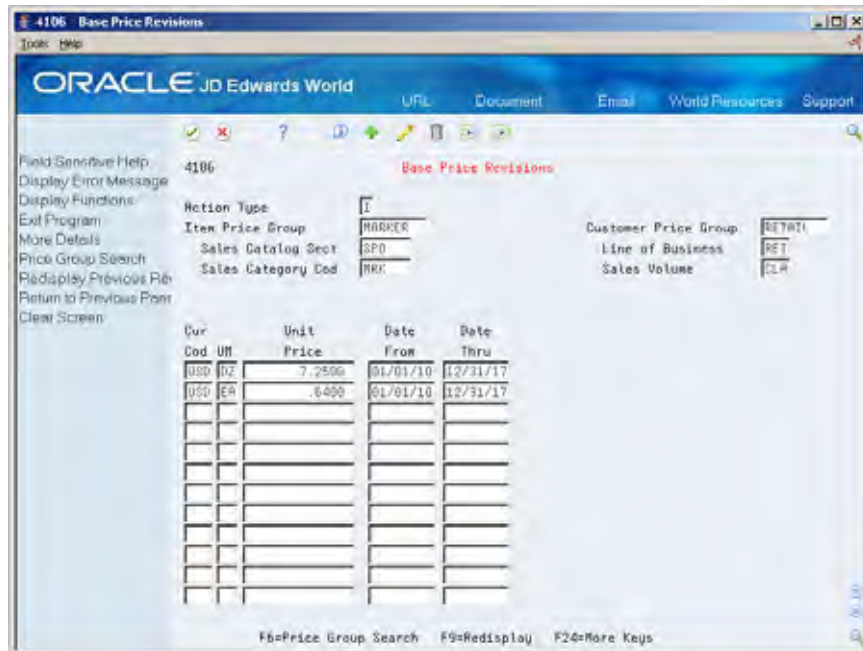 4106 Base Price Revisions
Tools Help
ORACLE JD Edwards World
URL Document Email World Resources Support
Field Sensitive Help
Display Error Message
Display Functions
Exit Program
More Details
Price Group Search
Redisplay Previous Re
Return to Previous Pan
Clear Screen
4106 Base Price Revisions
Action Type I
Item Price Group MARKER Customer Price Group RETAIL
Sales Catalog Sect SPO Line of Business RET
Sales Category Cod MRK Sales Volume
Cur Unit Date Date
Cod UM Price From Thru
USD DZ 7.2500 01/01/10 12/31/17
USD EA .6400 01/01/10 12/31/17
F6=Price Group Search F9=Redisplay F24=More Keys